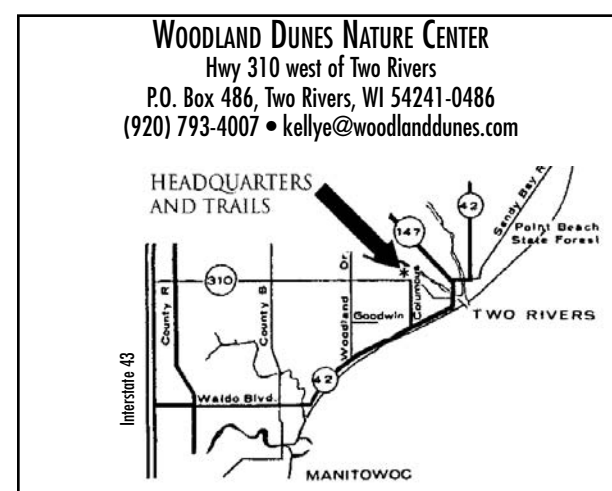 WOODLAND DUNES NATURE CENTER
Hwy 310 west of Two Rivers
P.O. Box 486, Two Rivers, WI 54241-0486
(920) 793-4007 • kellye@woodlanddunes.com
HEADQUARTERS
AND TRAILS
42
147
Sandy Bay R
Point Beach
State Forest
310
County R
County B
Woodland Dr.
Columbus
Goodwin
TWO RIVERS
Interstate 43
42
Waldo Blvd.
MANITOWOC